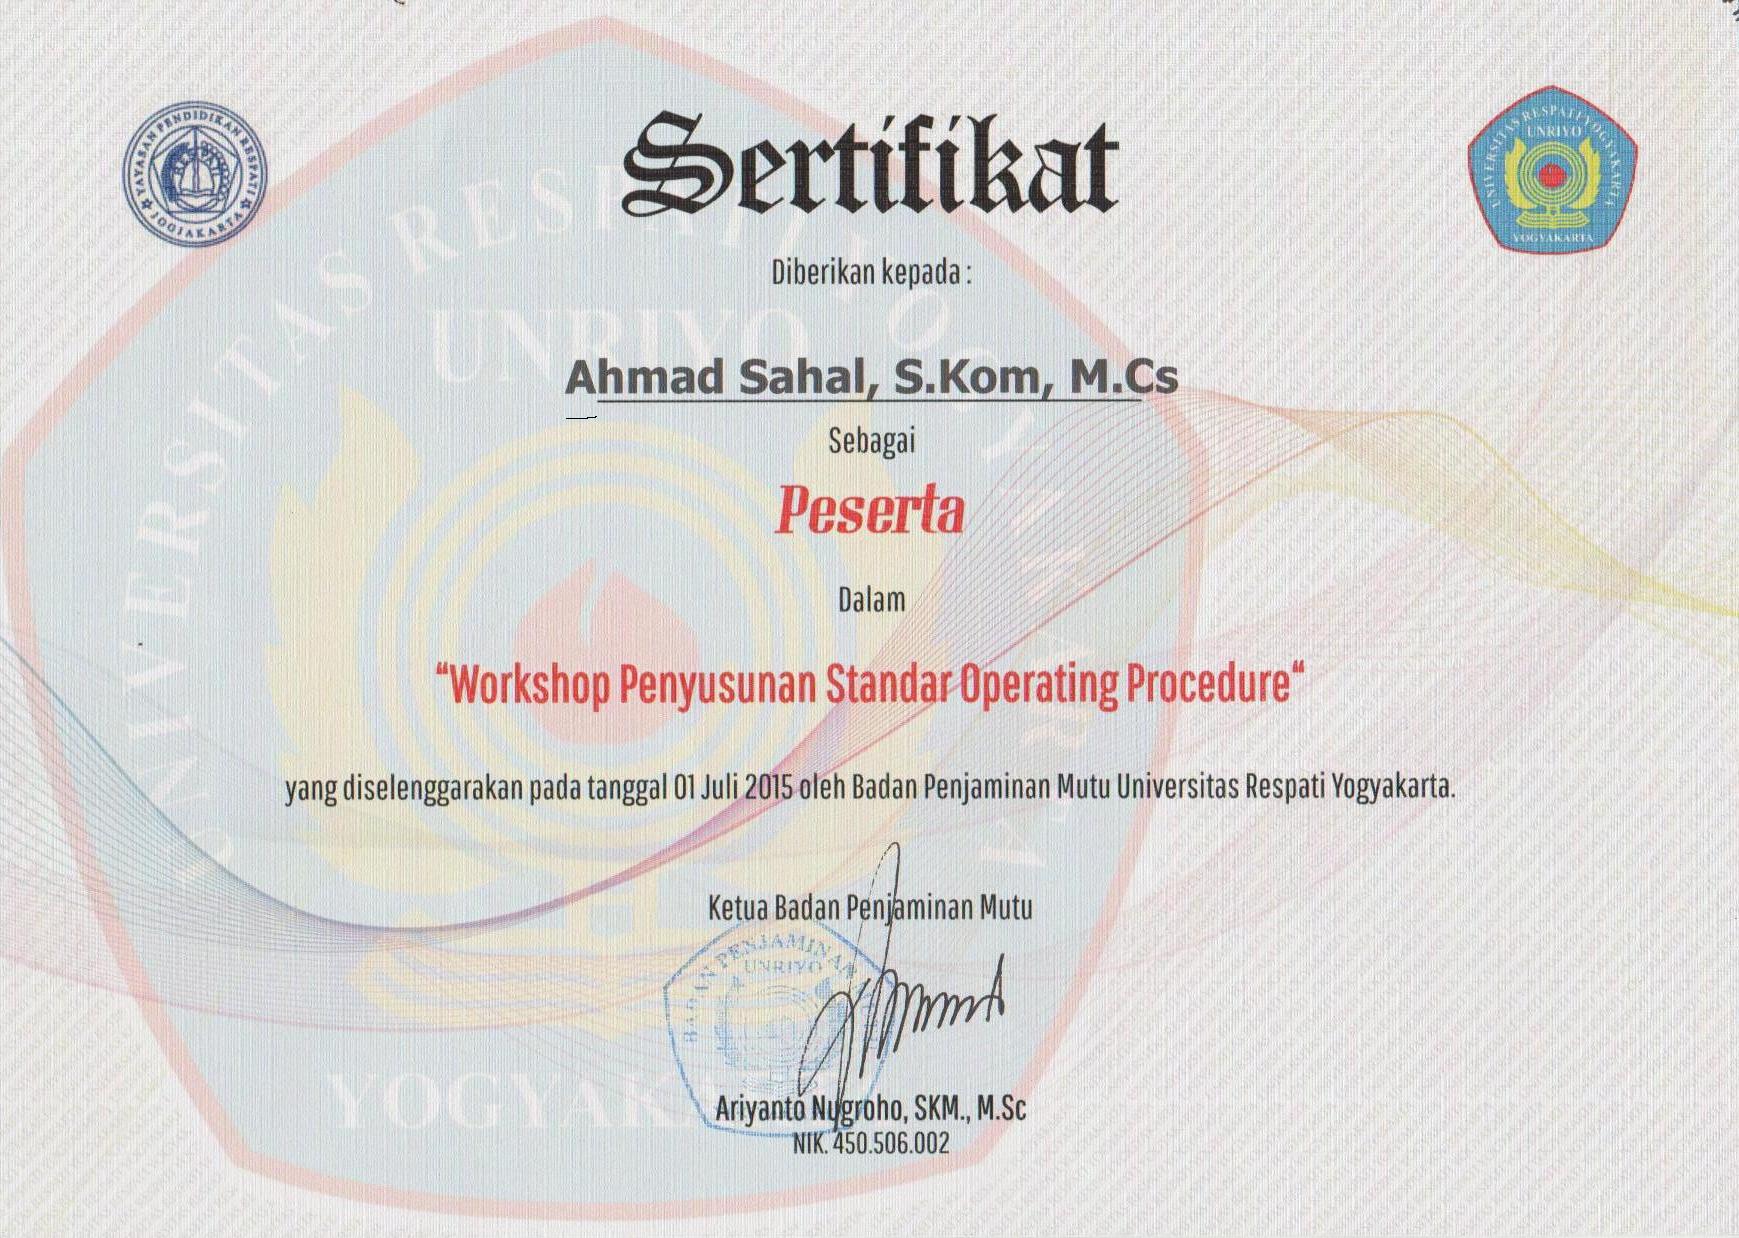 YAYASAN PENDIDIKAN RESPATI
JOGJAKARTA
UNIVERSITAS RESPATI YOGYAKARTA
UNRIYO
YOGYAKARTA
Sertifikat
Diberikan kepada :
Ahmad Sahal, S.Kom, M.Cs
Sebagai
Peserta
Dalam
“Workshop Penyusunan Standar Operating Procedure“
yang diselenggarakan pada tanggal 01 Juli 2015 oleh Badan Penjaminan Mutu Universitas Respati Yogyakarta.
Ketua Badan Penjaminan Mutu
BADAN PENJAMINAN
UNRIYO
Ariyanto Nugroho, SKM., M.Sc
NIK. 450.506.002